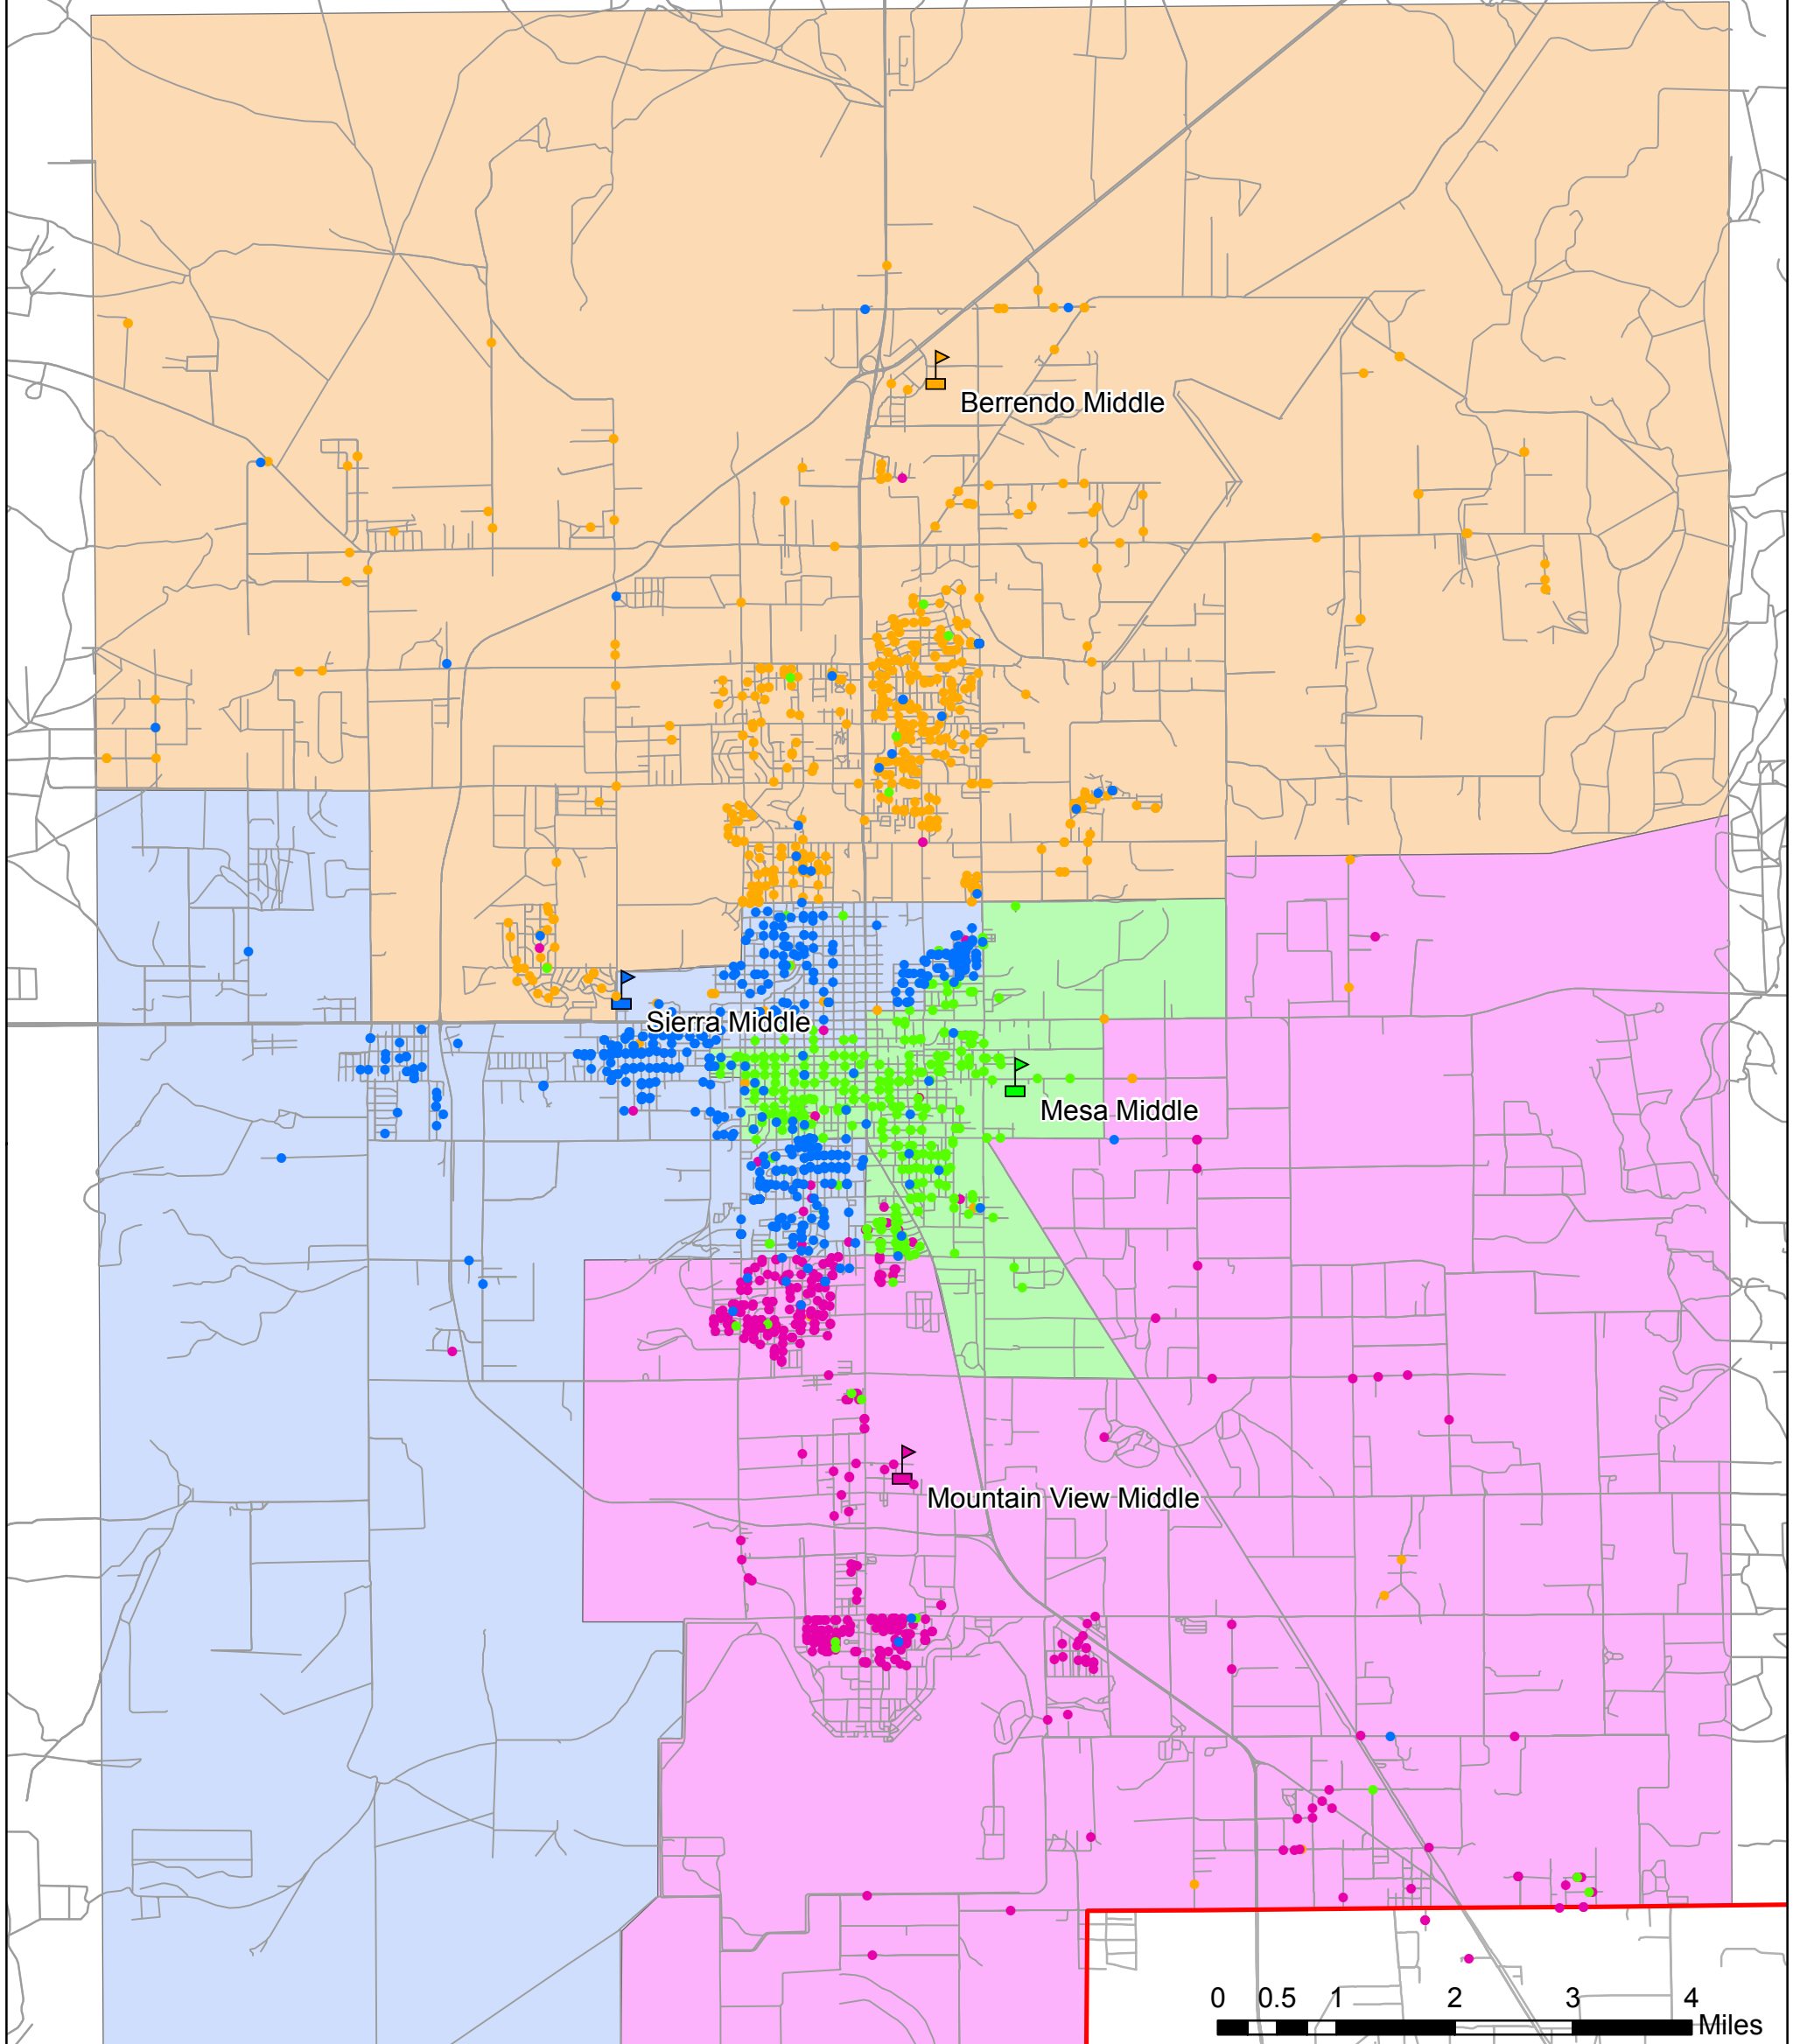 Berrendo Middle
Sierra Middle
Mesa Middle
Mountain View Middle
0 0.5 1 2 3 4
Miles